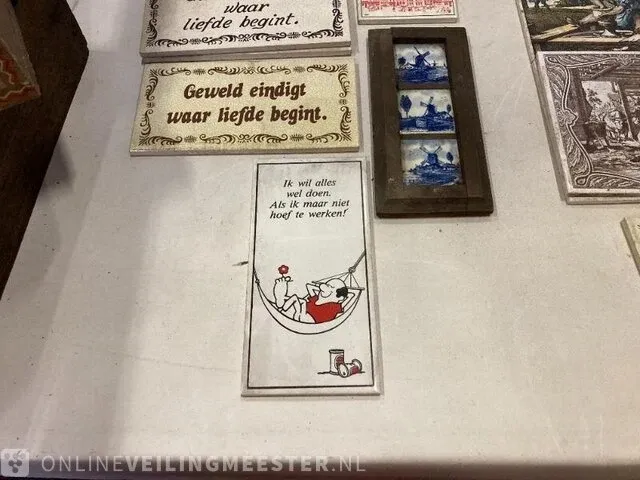 waar
liefde begint.
Geweld eindigt
waar liefde begint.
Ik wil alles
wel doen.
Als ik maar niet
hoef te werken!
ONLINEVEILINGMEESTER.NL